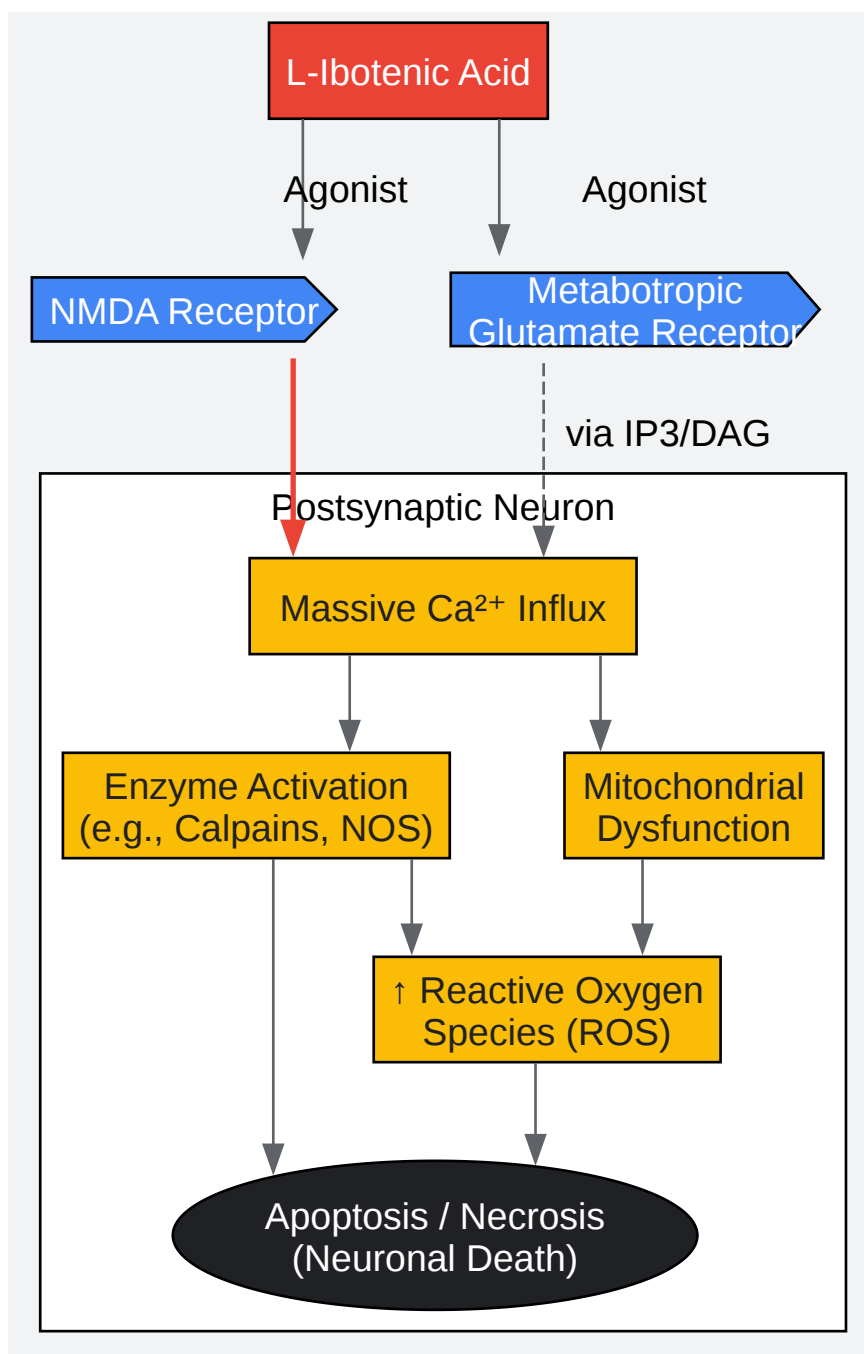 L-Ibotenic Acid
Agonist
Agonist
NMDA Receptor
Metabotropic
Glutamate Receptor
via IP3/DAG
Postsynaptic Neuron
Massive Ca²⁺ Influx
Enzyme Activation
(e.g., Calpains, NOS)
Mitochondrial
Dysfunction
↑ Reactive Oxygen
Species (ROS)
Apoptosis / Necrosis
(Neuronal Death)